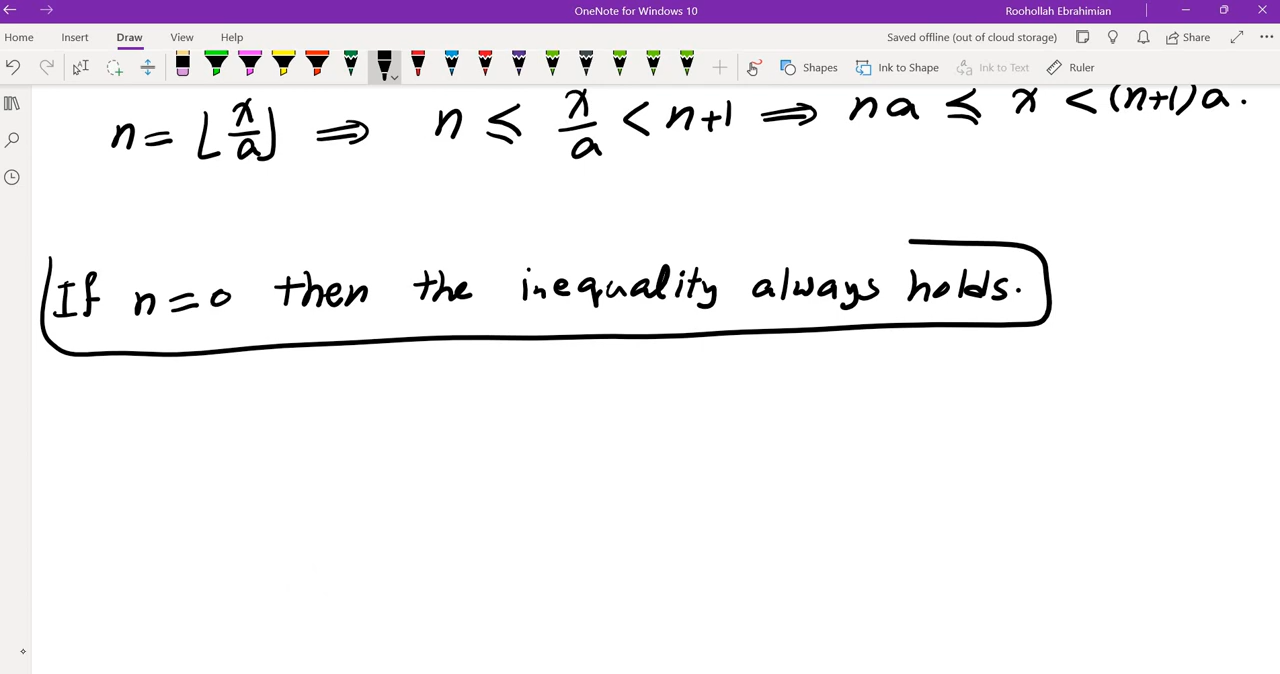 OneNote for Windows 10
Roohollah Ebrahimian
Home Insert Draw View Help
Saved offline (out of cloud storage)
Share
Shapes
Ink to Shape
Ink to Text
Ruler
n = ⌊x/a⌋ ⟹ n ≤ x/a < n+1 ⟹ na ≤ x < (n+1)a.
If n=0 then the inequality always holds.